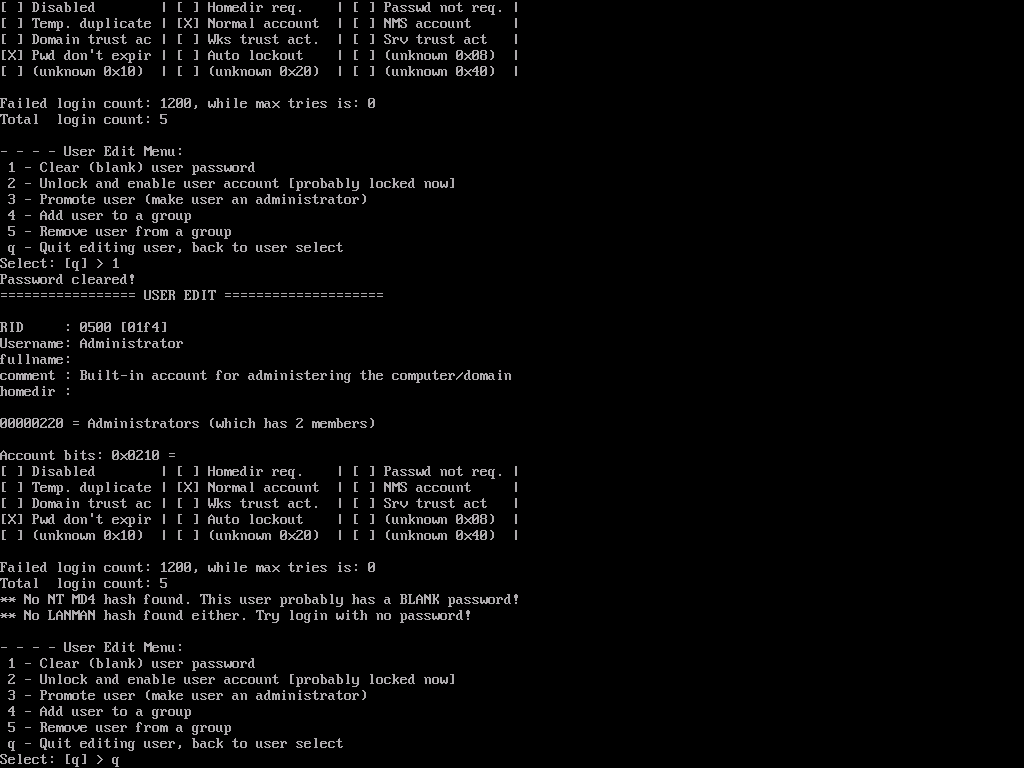 [ ] Disabled        | [ ] Homedir req.    | [ ] Passwd not req. |
[ ] Temp. duplicate | [X] Normal account  | [ ] NMS account     |
[ ] Domain trust ac | [ ] Wks trust act.  | [ ] Srv trust act   |
[X] Pwd don't expir | [ ] Auto lockout    | [ ] (unknown 0x08)  |
[ ] (unknown 0x10)  | [ ] (unknown 0x20)  | [ ] (unknown 0x40)  |
Failed login count: 1200, while max tries is: 0
Total  login count: 5
- - - - User Edit Menu:
 1 - Clear (blank) user password
 2 - Unlock and enable user account [probably locked now]
 3 - Promote user (make user an administrator)
 4 - Add user to a group
 5 - Remove user from a group
 q - Quit editing user, back to user select
Select: [q] > 1
Password cleared!
================= USER EDIT ====================
RID     : 0500 [01f4]
Username: Administrator
fullname:
comment : Built-in account for administering the computer/domain
homedir :
00000220 = Administrators (which has 2 members)
Account bits: 0x0210 =
[ ] Disabled        | [ ] Homedir req.    | [ ] Passwd not req. |
[ ] Temp. duplicate | [X] Normal account  | [ ] NMS account     |
[ ] Domain trust ac | [ ] Wks trust act.  | [ ] Srv trust act   |
[X] Pwd don't expir | [ ] Auto lockout    | [ ] (unknown 0x08)  |
[ ] (unknown 0x10)  | [ ] (unknown 0x20)  | [ ] (unknown 0x40)  |
Failed login count: 1200, while max tries is: 0
Total  login count: 5
** No NT MD4 hash found. This user probably has a BLANK password!
** No LANMAN hash found either. Try login with no password!
- - - - User Edit Menu:
 1 - Clear (blank) user password
 2 - Unlock and enable user account [probably locked now]
 3 - Promote user (make user an administrator)
 4 - Add user to a group
 5 - Remove user from a group
 q - Quit editing user, back to user select
Select: [q] > q